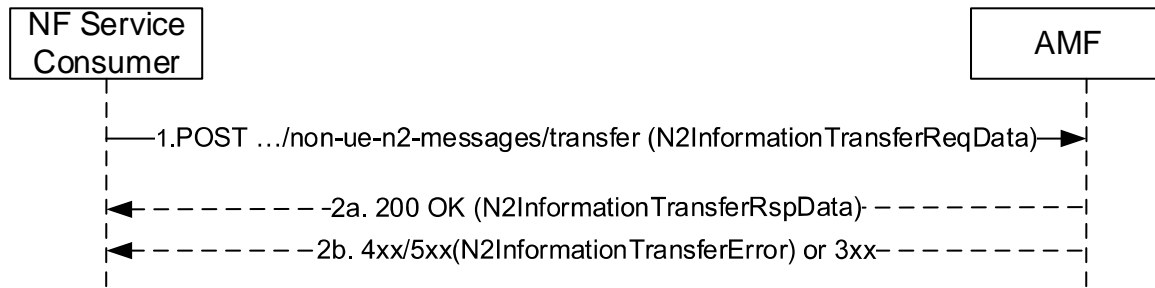 NF Service
Consumer
AMF
1.POST …/non-ue-n2-messages/transfer (N2InformationTransferReqData)
2a. 200 OK (N2InformationTransferRspData)
2b. 4xx/5xx(N2InformationTransferError) or 3xx